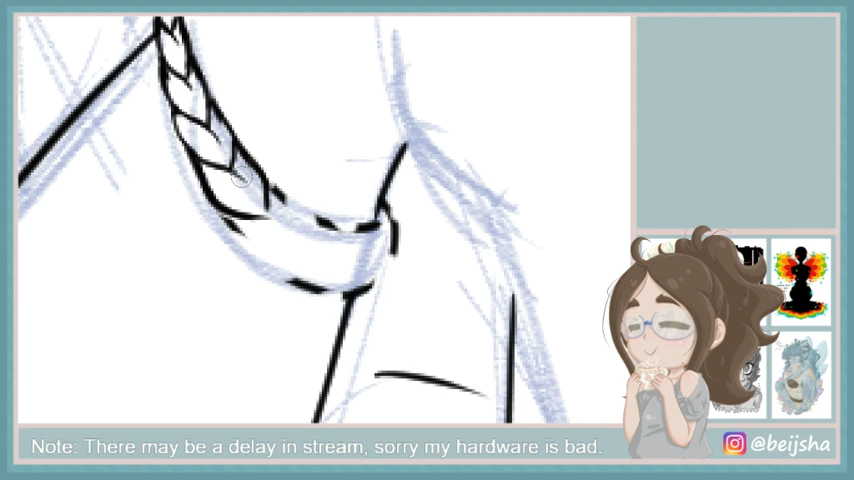 Note: There may be a delay in stream, sorry my hardware is bad.
@beijsha